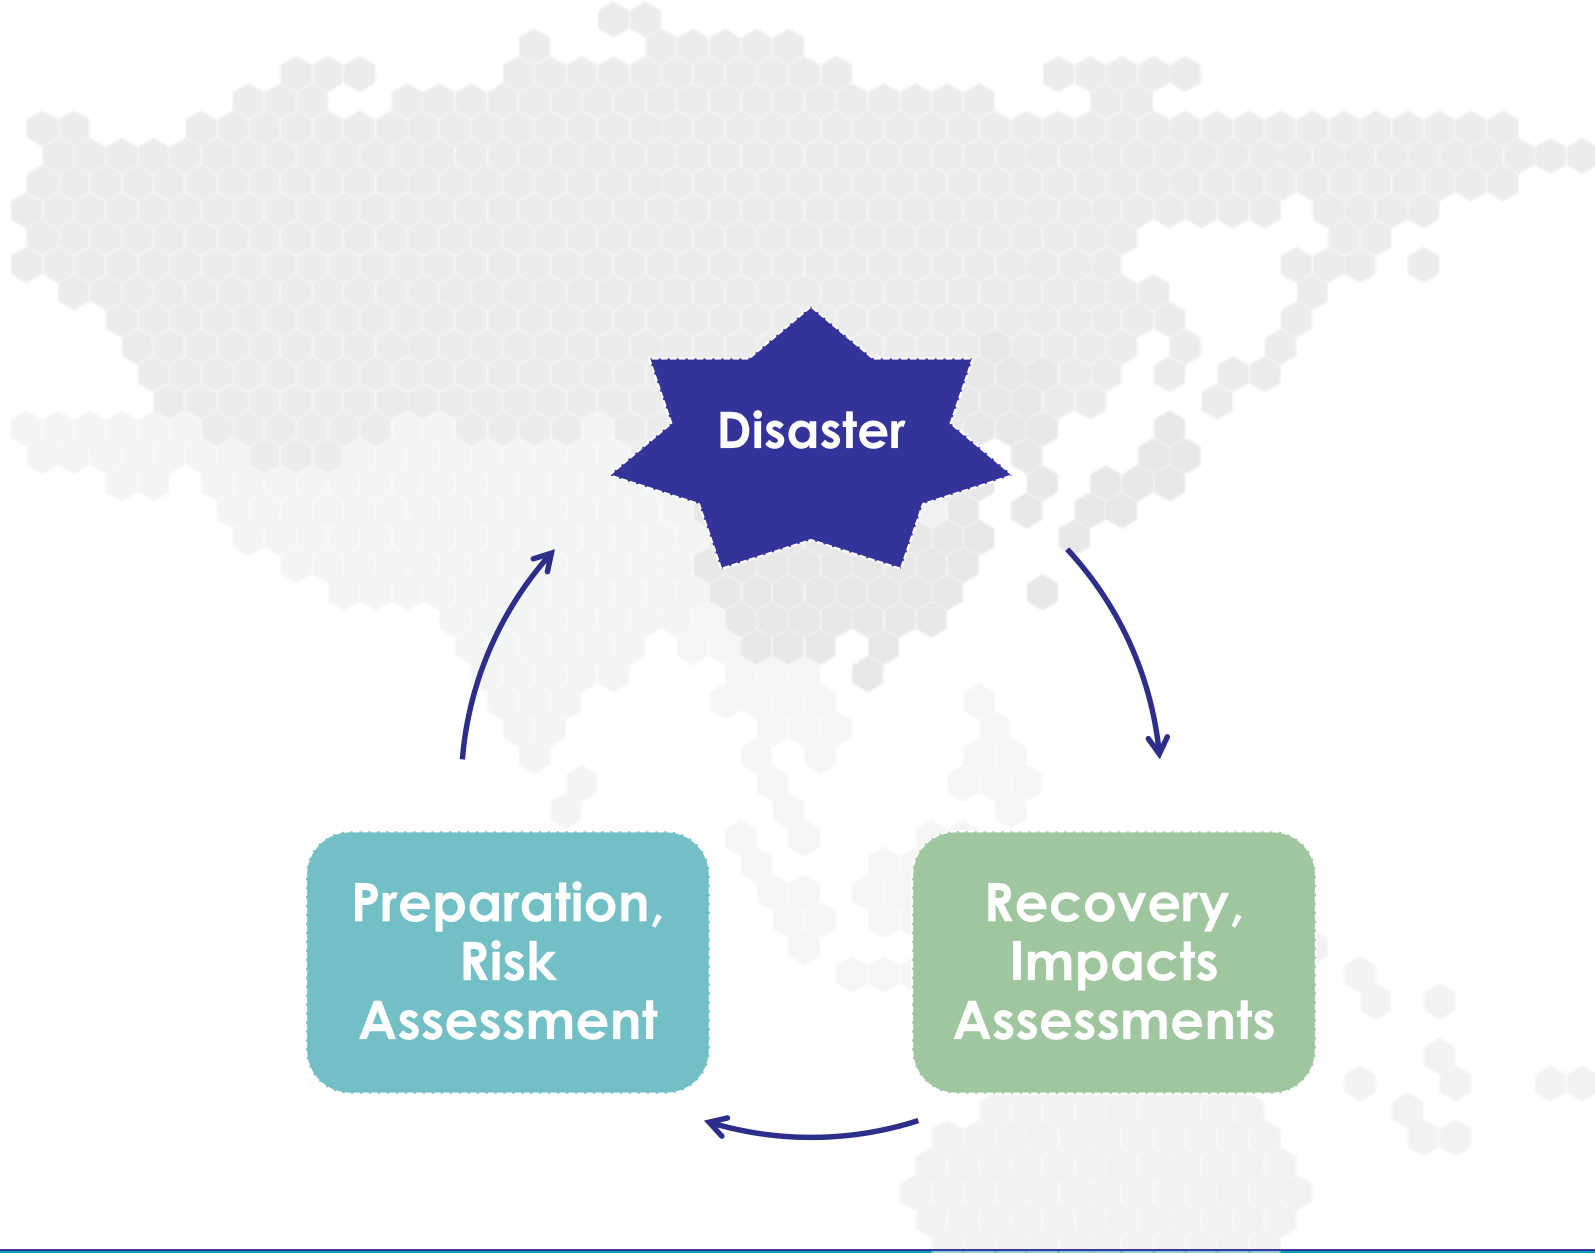 Disaster
Preparation,
Risk
Assessment
Recovery,
Impacts
Assessments